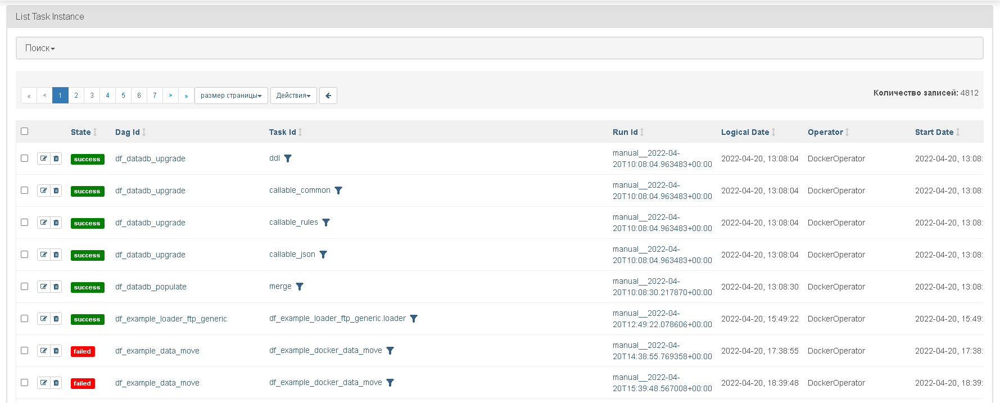 List Task Instance
Поиск
« < 1 2 3 4 5 6 7 > » размер страницы Действия Количество записей: 4812
State Dag Id Task Id Run Id Logical Date Operator Start Date
success df_datadb_upgrade ddl manual__2022-04-20T10:08:04.963483+00:00 2022-04-20, 13:08:04 DockerOperator 2022-04-20, 13:08:
success df_datadb_upgrade callable_common manual__2022-04-20T10:08:04.963483+00:00 2022-04-20, 13:08:04 DockerOperator 2022-04-20, 13:08:
success df_datadb_upgrade callable_rules manual__2022-04-20T10:08:04.963483+00:00 2022-04-20, 13:08:04 DockerOperator 2022-04-20, 13:08:
success df_datadb_upgrade callable_json manual__2022-04-20T10:08:04.963483+00:00 2022-04-20, 13:08:04 DockerOperator 2022-04-20, 13:08:
success df_datadb_populate merge manual__2022-04-20T10:08:30.217870+00:00 2022-04-20, 13:08:30 DockerOperator 2022-04-20, 13:08:
success df_example_loader_ftp_generic df_example_loader_ftp_generic.loader manual__2022-04-20T12:49:22.078606+00:00 2022-04-20, 15:49:22 DockerOperator 2022-04-20, 15:49:
failed df_example_data_move df_example_docker_data_move manual__2022-04-20T14:38:55.769358+00:00 2022-04-20, 17:38:55 DockerOperator 2022-04-20, 17:38:
failed df_example_data_move df_example_docker_data_move manual__2022-04-20T15:39:48.567008+00:00 2022-04-20, 18:39:48 DockerOperator 2022-04-20, 18:39: